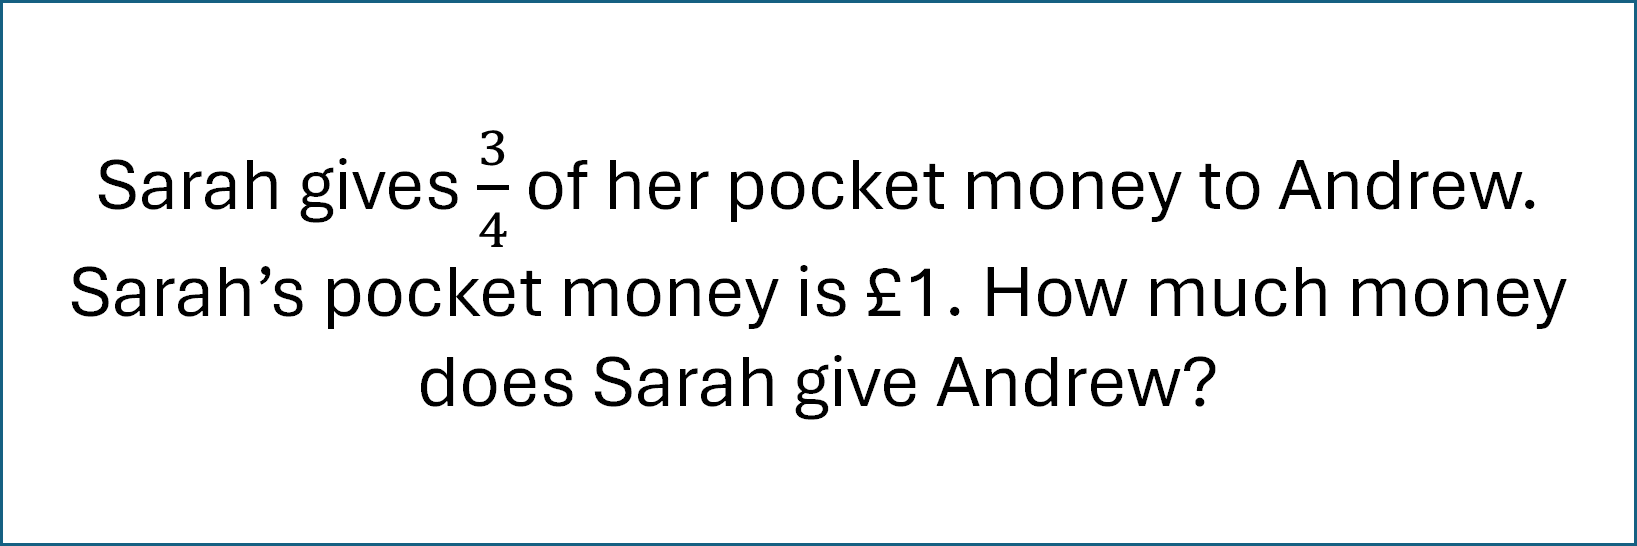 Sarah gives 3/4 of her pocket money to Andrew.
Sarah’s pocket money is £1. How much money
does Sarah give Andrew?